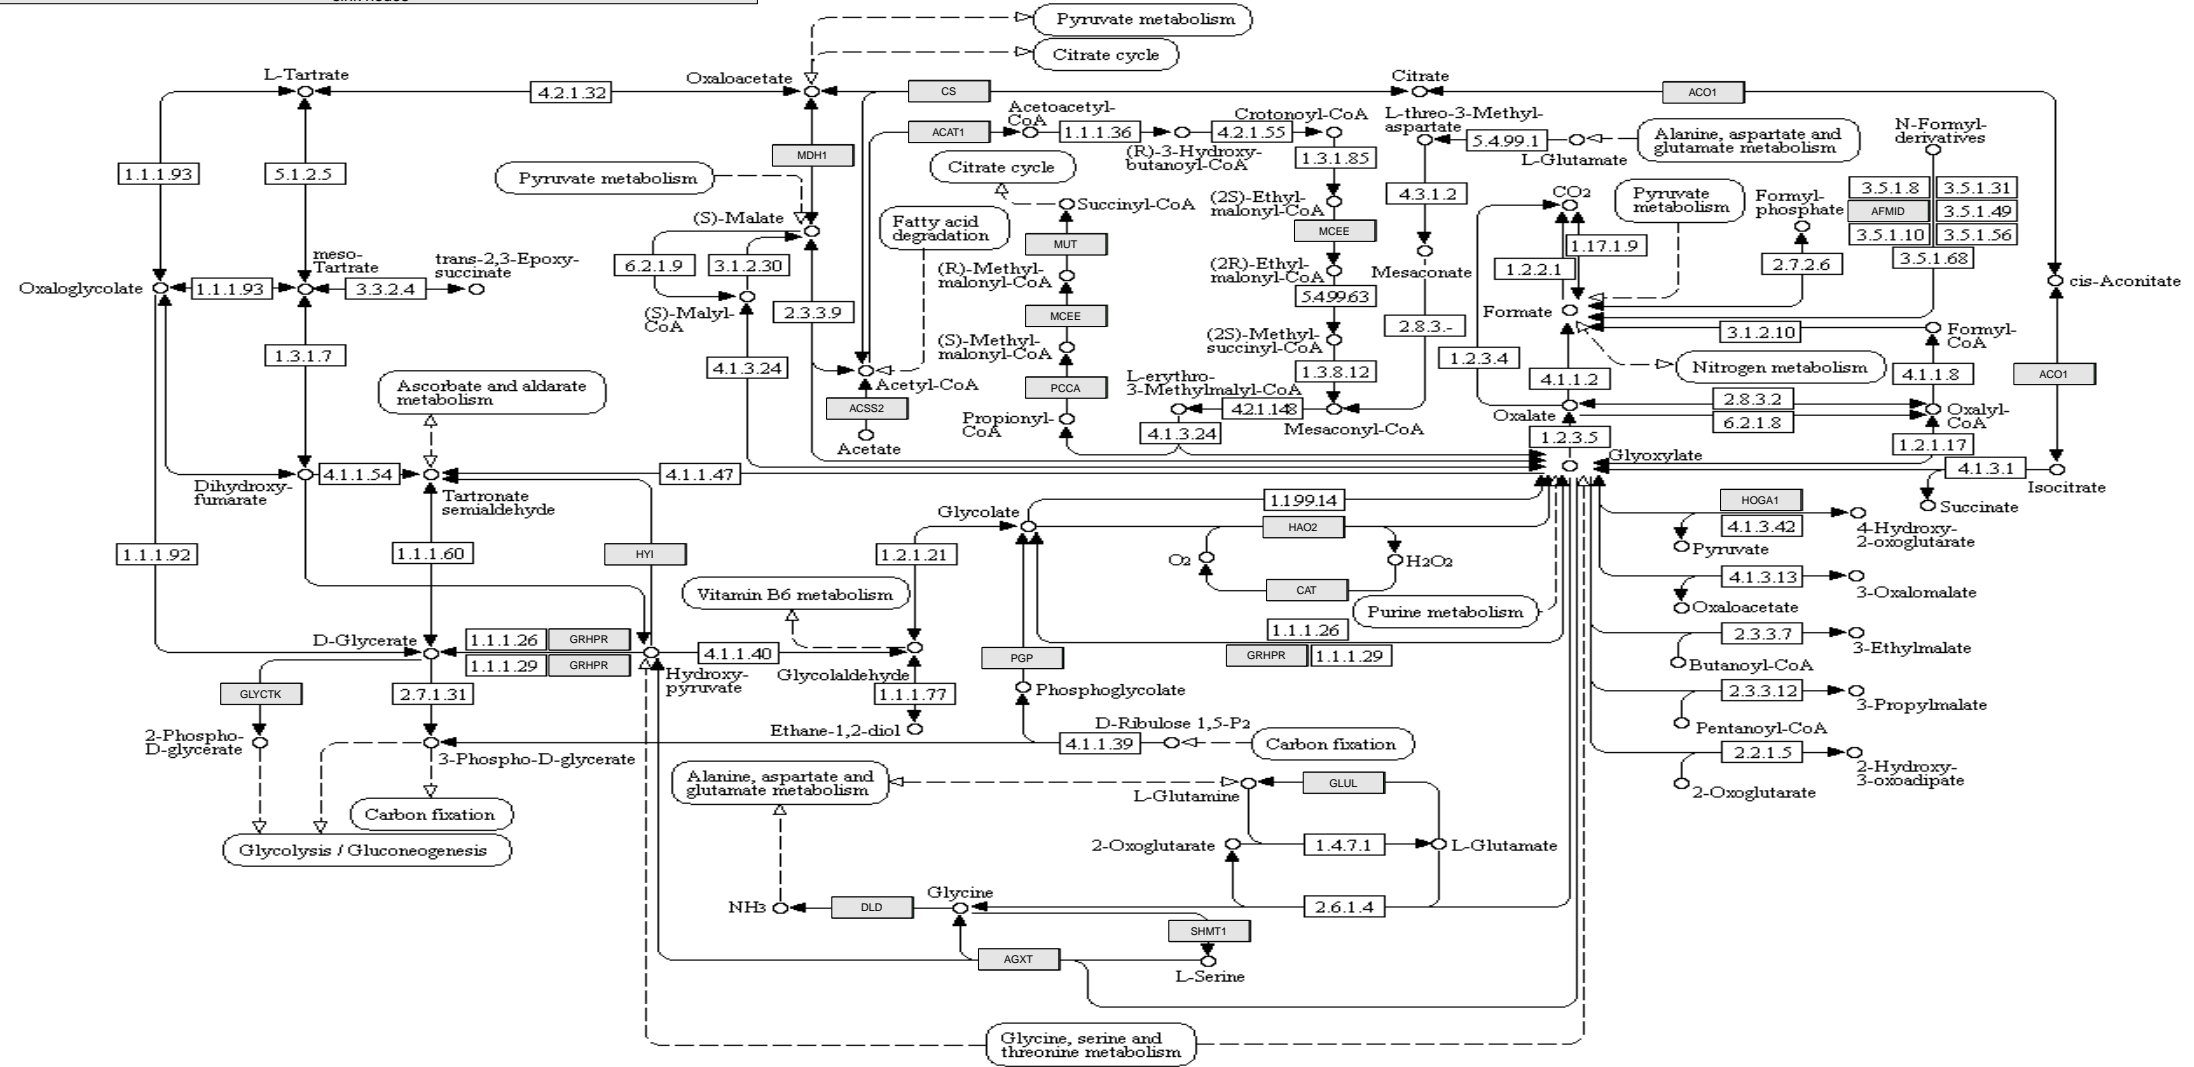 Pyruvate metabolism
Citrate cycle
L-Tartrate
4.2.1.32
Oxaloacetate
CS
Citrate
ACO1
Acetoacetyl-
CoA
ACAT1
1.1.1.36
(R)-3-Hydroxy-
butanoyl-CoA
4.2.1.55
Crotonoyl-CoA
L-threo-3-Methyl-
aspartate
5.4.99.1
L-Glutamate
Alanine, aspartate and
glutamate metabolism
N-Formyl-
derivatives
1.1.1.93
5.1.2.5
MDH1
Pyruvate metabolism
Citrate cycle
1.3.1.85
4.3.1.2
CO2
Pyruvate
metabolism
Formyl-
phosphate
3.5.1.8
3.5.1.31
AFMID
3.5.1.49
3.5.1.10
3.5.1.56
3.5.1.68
(S)-Malate
Fatty acid
degradation
Succinyl-CoA
(2S)-Ethyl-
malonyl-CoA
MUT
MCEE
1.17.1.9
1.2.2.1
2.7.2.6
6.2.1.9
3.1.2.30
meso-
Tartrate
trans-2,3-Epoxy-
succinate
(R)-Methyl-
malonyl-CoA
(2R)-Ethyl-
malonyl-CoA
Mesaconate
Oxaloglycolate
1.1.1.93
3.3.2.4
cis-Aconitate
(S)-Malyl-
CoA
2.3.3.9
MCEE
5.4.99.63
Formate
2.8.3.-
3.1.2.10
Formyl-
CoA
1.3.1.7
4.1.3.24
(S)-Methyl-
malonyl-CoA
(2S)-Methyl-
succinyl-CoA
1.2.3.4
Nitrogen metabolism
Ascorbate and aldarate
metabolism
Acetyl-CoA
PCCA
L-erythro-
3-Methylmalyl-CoA
1.3.8.12
4.1.1.2
4.1.1.8
ACO1
ACSS2
Acetate
Propionyl-
CoA
4.2.1.148
Mesaconyl-CoA
4.1.3.24
Oxalate
2.8.3.2
6.2.1.8
Oxalyl-
CoA
1.2.3.5
1.2.1.17
Glyoxylate
Dihydroxy-
fumarate
4.1.1.54
Tartronate
semialdehyde
4.1.1.47
4.1.3.1
Isocitrate
Succinate
1.1.99.14
Glycolate
HAO2
HOGA1
4.1.3.42
Pyruvate
4-Hydroxy-
2-oxoglutarate
1.1.1.92
1.1.1.60
HYI
1.2.1.21
O2
H2O2
CAT
4.1.3.13
Oxaloacetate
3-Oxalomalate
Vitamin B6 metabolism
Purine metabolism
D-Glycerate
1.1.1.26
GRHPR
1.1.1.29
GRHPR
Hydroxy-
pyruvate
4.1.1.40
Glycolaldehyde
PGP
1.1.1.26
GRHPR
1.1.1.29
2.3.3.7
Butanoyl-CoA
3-Ethylmalate
GLYCTK
2.7.1.31
1.1.1.77
Phosphoglycolate
2.3.3.12
Pentanoyl-CoA
3-Propylmalate
2-Phospho-
D-glycerate
3-Phospho-D-glycerate
Ethane-1,2-diol
4.1.1.39
D-Ribulose 1,5-P2
Carbon fixation
2.2.1.5
2-Oxoglutarate
2-Hydroxy-
3-oxoadipate
Carbon fixation
Glycolysis / Gluconeogenesis
Alanine, aspartate and
glutamate metabolism
L-Glutamine
GLUL
2-Oxoglutarate
1.4.7.1
L-Glutamate
NH3
DLD
Glycine
2.6.1.4
SHMT1
AGXT
L-Serine
Glycine, serine and
threonine metabolism